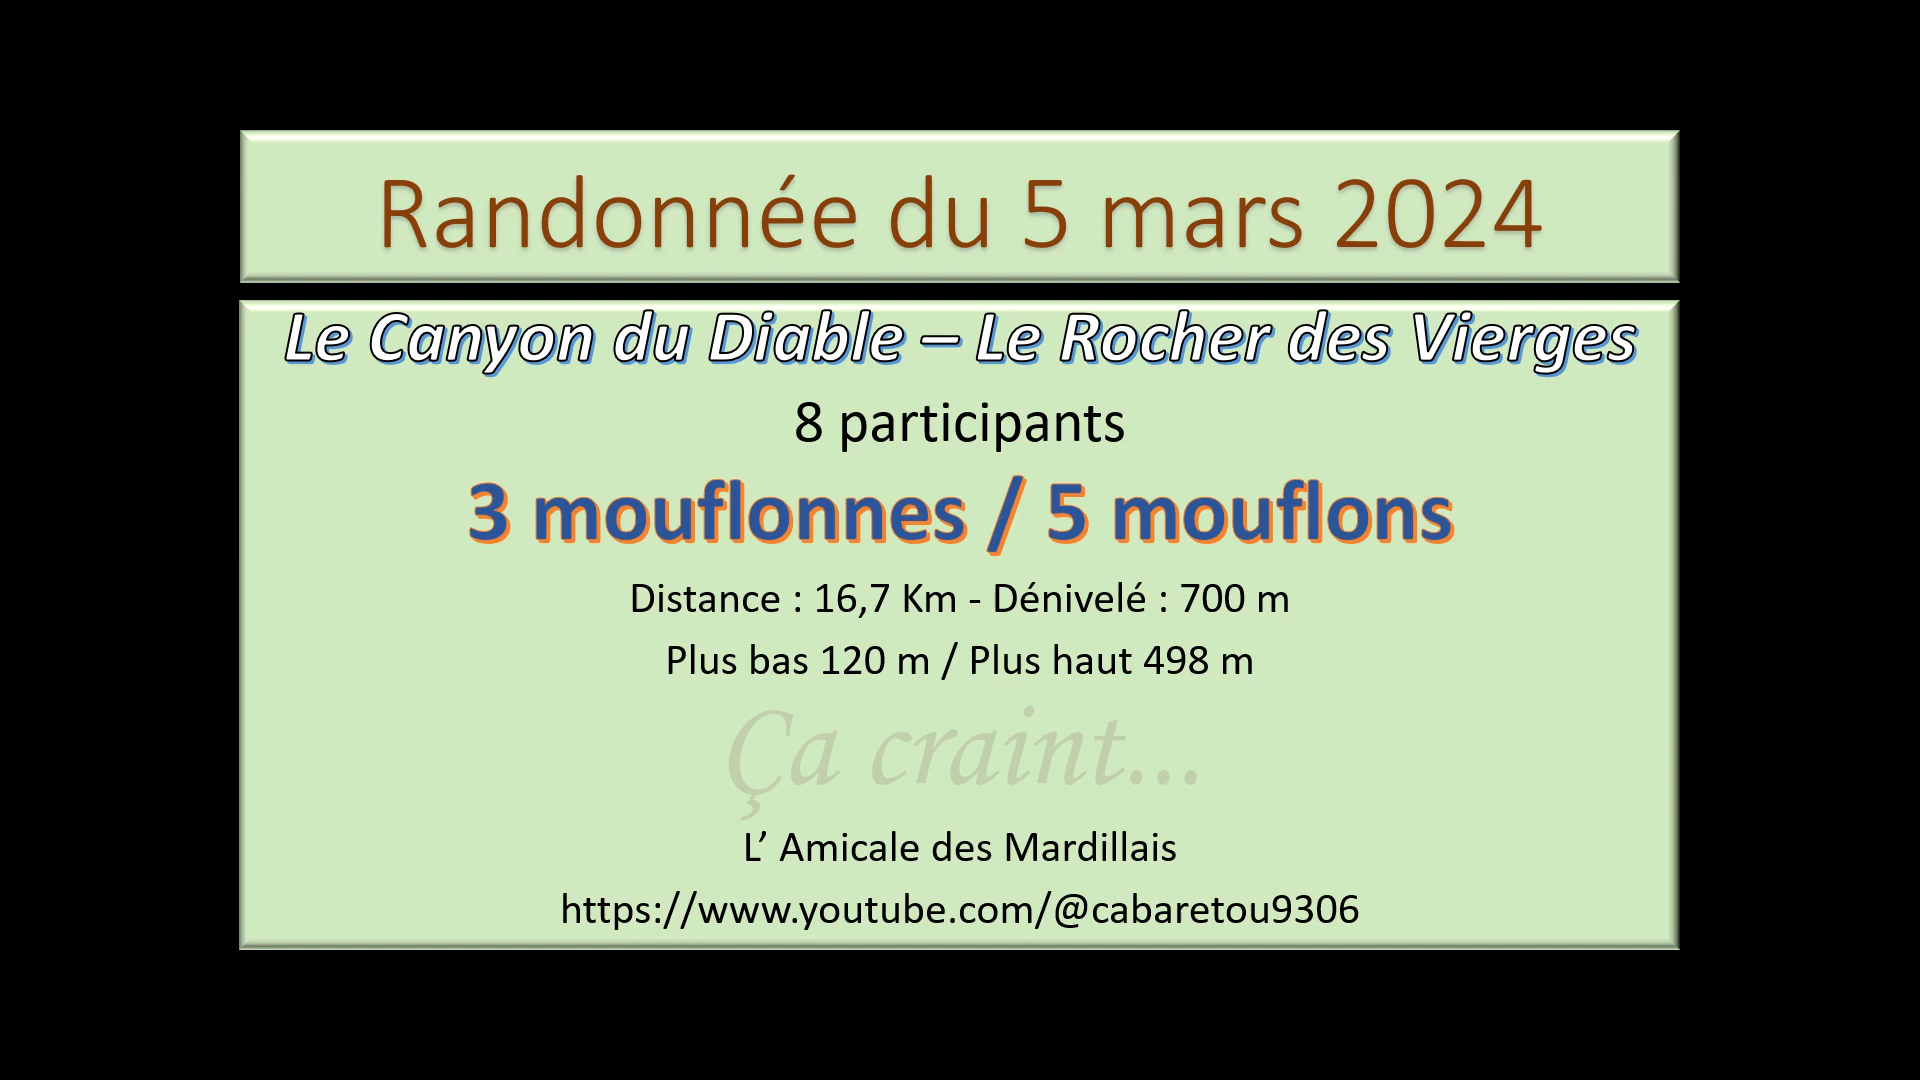 Randonnée du 5 mars 2024
Le Canyon du Diable – Le Rocher des Vierges
8 participants
3 mouflonnes / 5 mouflons
Distance : 16,7 Km - Dénivelé : 700 m
Plus bas 120 m / Plus haut 498 m
Ça craint...
L’ Amicale des Mardillais
https://www.youtube.com/@cabaretou9306